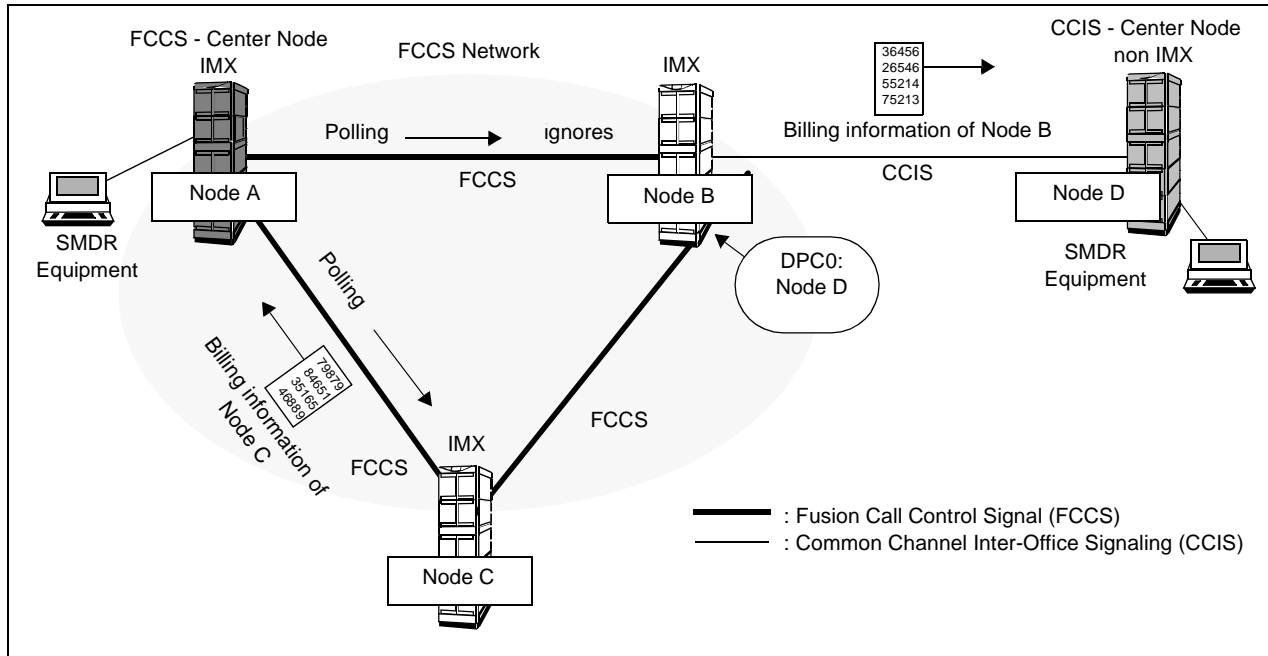 FCCS - Center Node
IMX
FCCS Network
IMX
36456
26546
55214
75213
CCIS - Center Node
non IMX
Polling
ignores
Billing information of Node B
FCCS
CCIS
Node A
Node B
Node D
SMDR
Equipment
DPC0:
Node D
SMDR
Equipment
Polling
79879
84651
35165
46889
Billing information of
Node C
FCCS
FCCS
IMX
Node C
: Fusion Call Control Signal (FCCS)
: Common Channel Inter-Office Signaling (CCIS)